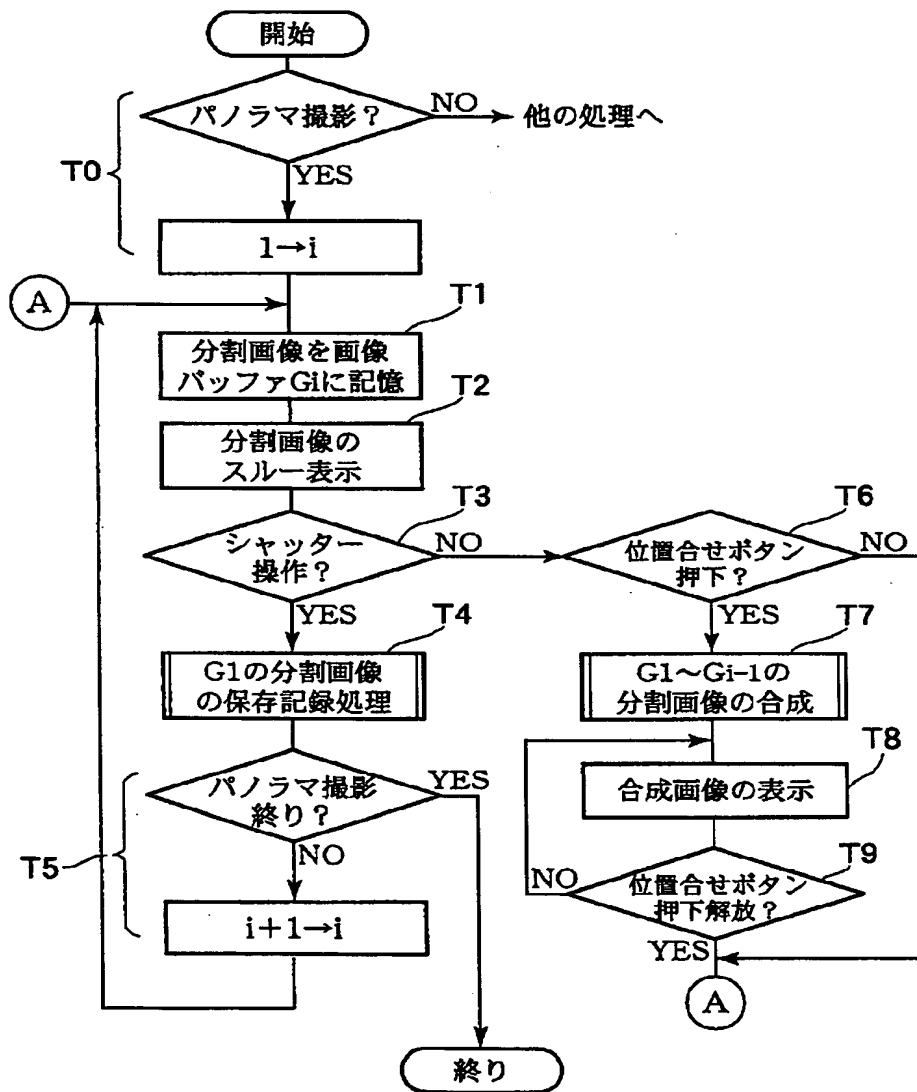 開始
パノラマ撮影？
NO
他の処理へ
T0
YES
1→i
A
T1
分割画像を画像
バッファGiに記憶
T2
分割画像の
スルー表示
T3
シャッター
操作？
NO
T6
位置合せボタン
押下？
NO
YES
T4
G1の分割画像
の保存記録処理
YES
T7
G1～Gi-1の
分割画像の合成
T8
合成画像の表示
T5
パノラマ撮影
終り？
YES
NO
i+1→i
T9
NO
位置合せボタン
押下解放？
YES
A
終り